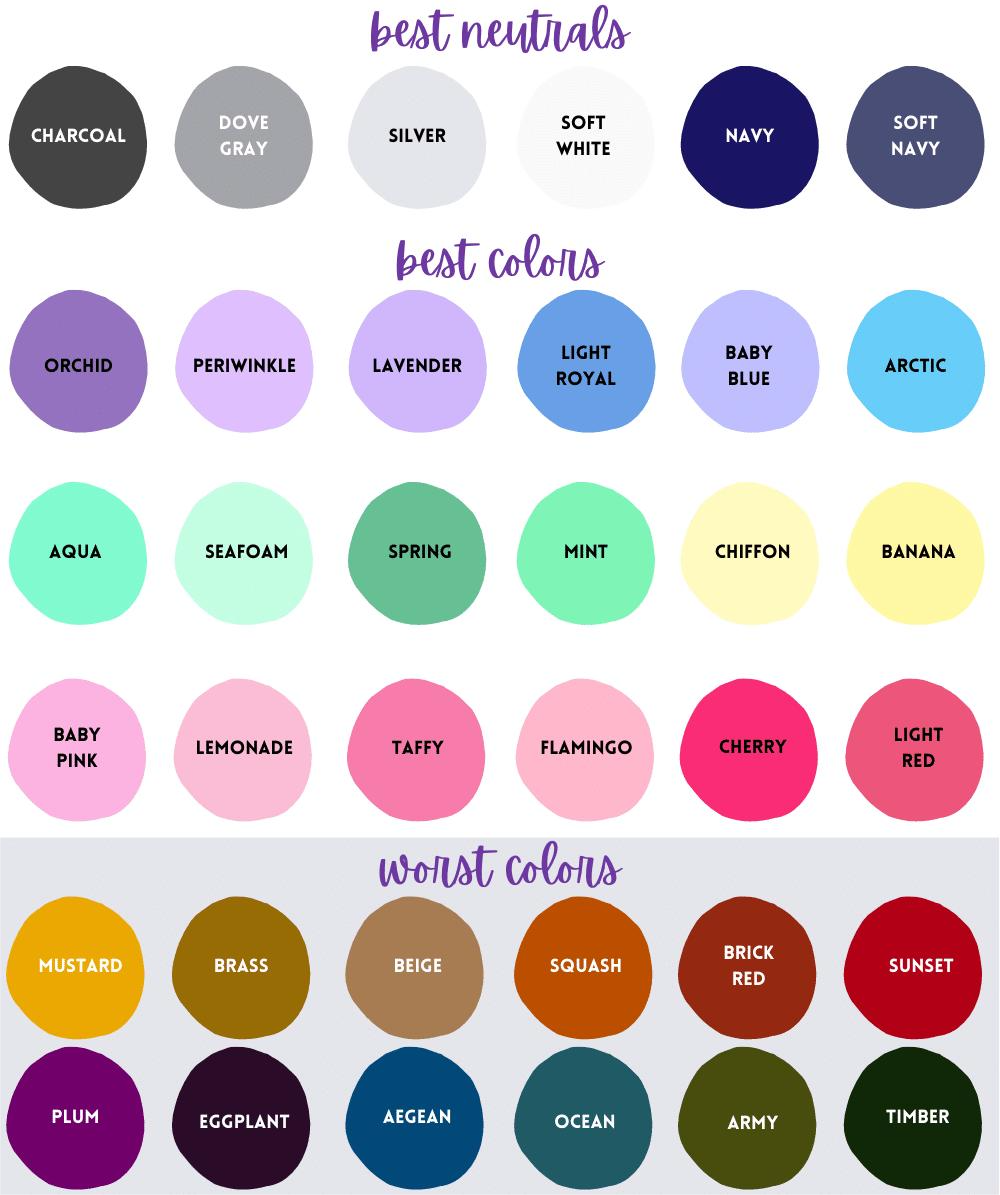 best neutrals
CHARCOAL
DOVE
GRAY
SILVER
SOFT
WHITE
NAVY
SOFT
NAVY
best colors
ORCHID
PERIWINKLE
LAVENDER
LIGHT
ROYAL
BABY
BLUE
ARCTIC
AQUA
SEAFOAM
SPRING
MINT
CHIFFON
BANANA
BABY
PINK
LEMONADE
TAFFY
FLAMINGO
CHERRY
LIGHT
RED
worst colors
MUSTARD
BRASS
BEIGE
SQUASH
BRICK
RED
SUNSET
PLUM
EGGPLANT
AEGEAN
OCEAN
ARMY
TIMBER